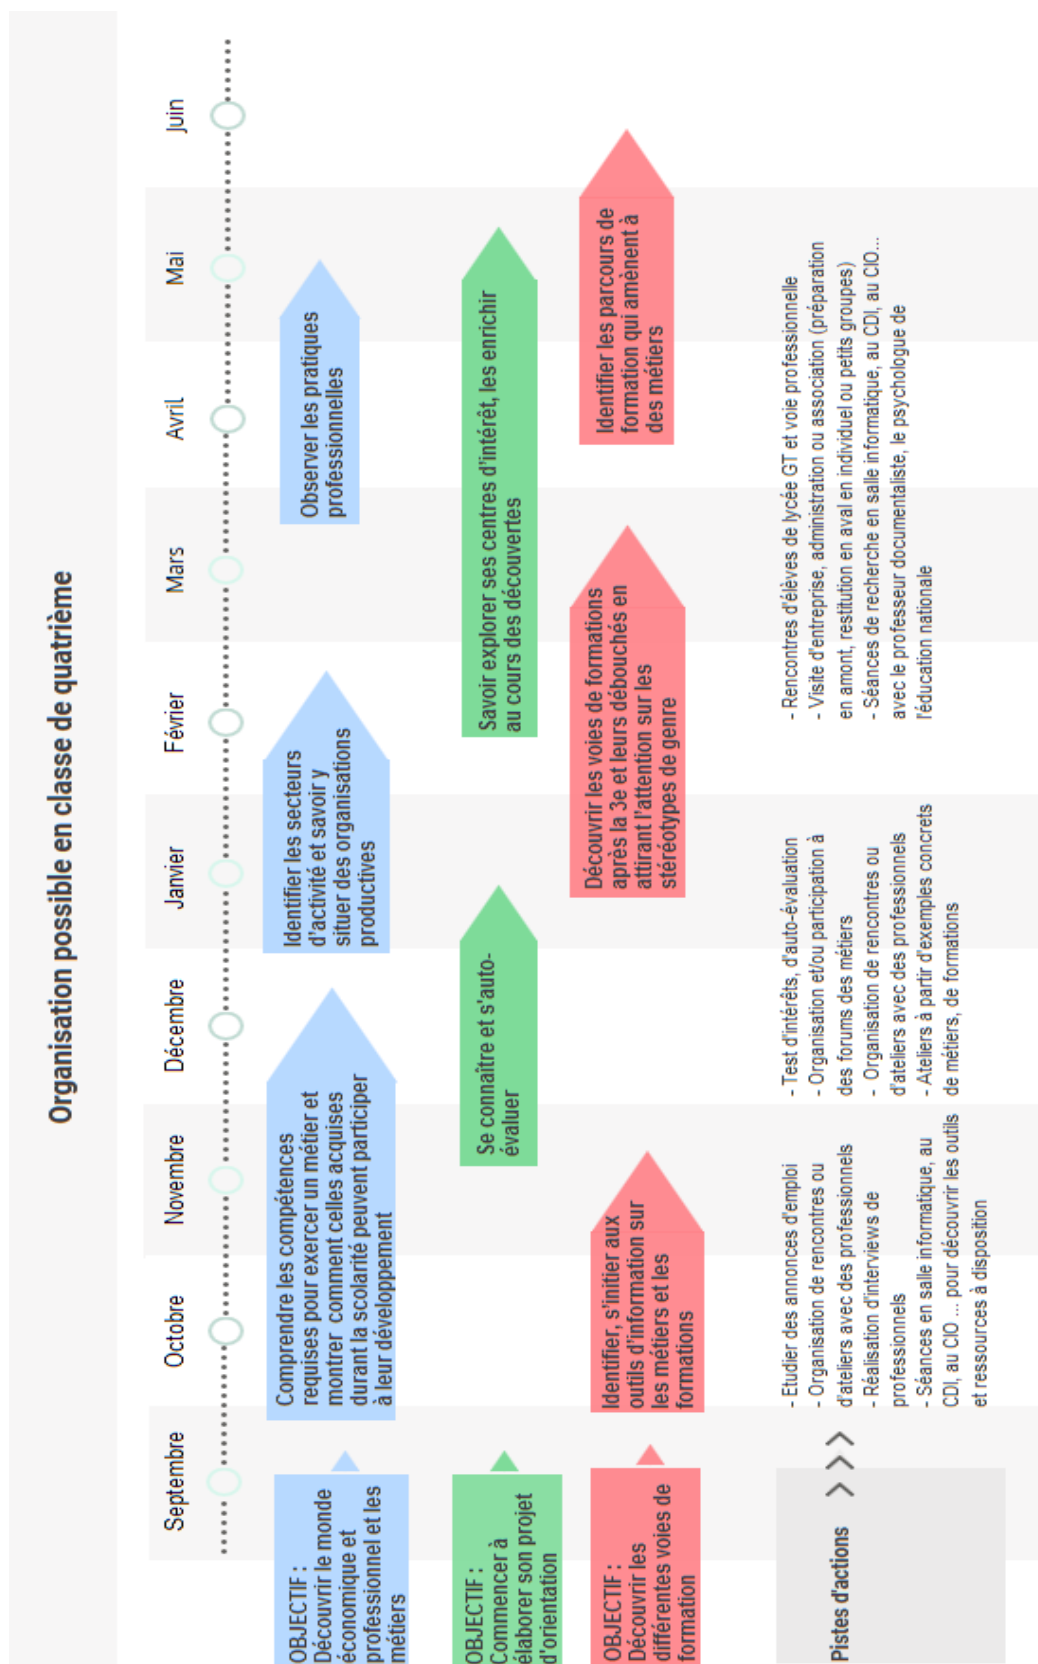 Organisation possible en classe de quatrième
Septembre
Octobre
Novembre
Décembre
Janvier
Février
Mars
Avril
Mai
Juin
OBJECTIF :
Découvrir le monde
économique et
professionnel et les
métiers
Comprendre les compétences
requises pour exercer un métier et
montrer comment celles acquises
durant la scolarité peuvent participer
à leur développement
Identifier les secteurs
d'activité et savoir y
situer des organisations
productives
Observer les pratiques
professionnelles
OBJECTIF :
Commencer à
élaborer son projet
d'orientation
Se connaître et s'auto-
évaluer
Savoir explorer ses centres d'intérêt, les enrichir
au cours des découvertes
OBJECTIF :
Découvrir les
différentes voies de
formation
Identifier, s'initier aux
outils d'information sur
les métiers et les
formations
Découvrir les voies de formations
après la 3e et leurs débouchés en
attirant l'attention sur les
stéréotypes de genre
Identifier les parcours de
formation qui amènent à
des métiers
Pistes d'actions
- Etudier des annonces d'emploi
- Organisation de rencontres ou
d'ateliers avec des professionnels
- Réalisation d'interviews de
professionnels
- Séances en salle informatique, au
CDI, au CIO ... pour découvrir les outils
et ressources à disposition
- Test d'intérêts, d'auto-évaluation
- Organisation et/ou participation à
des forums des métiers
- Organisation de rencontres ou
d'ateliers avec des professionnels
- Ateliers à partir d'exemples concrets
de métiers, de formations
- Rencontres d'élèves de lycée GT et voie professionnelle
- Visite d'entreprise, administration ou association (préparation
en amont, restitution en aval en individuel ou petits groupes)
- Séances de recherche en salle informatique, au CDI, au CIO...
avec le professeur documentaliste, le psychologue de
l'éducation nationale